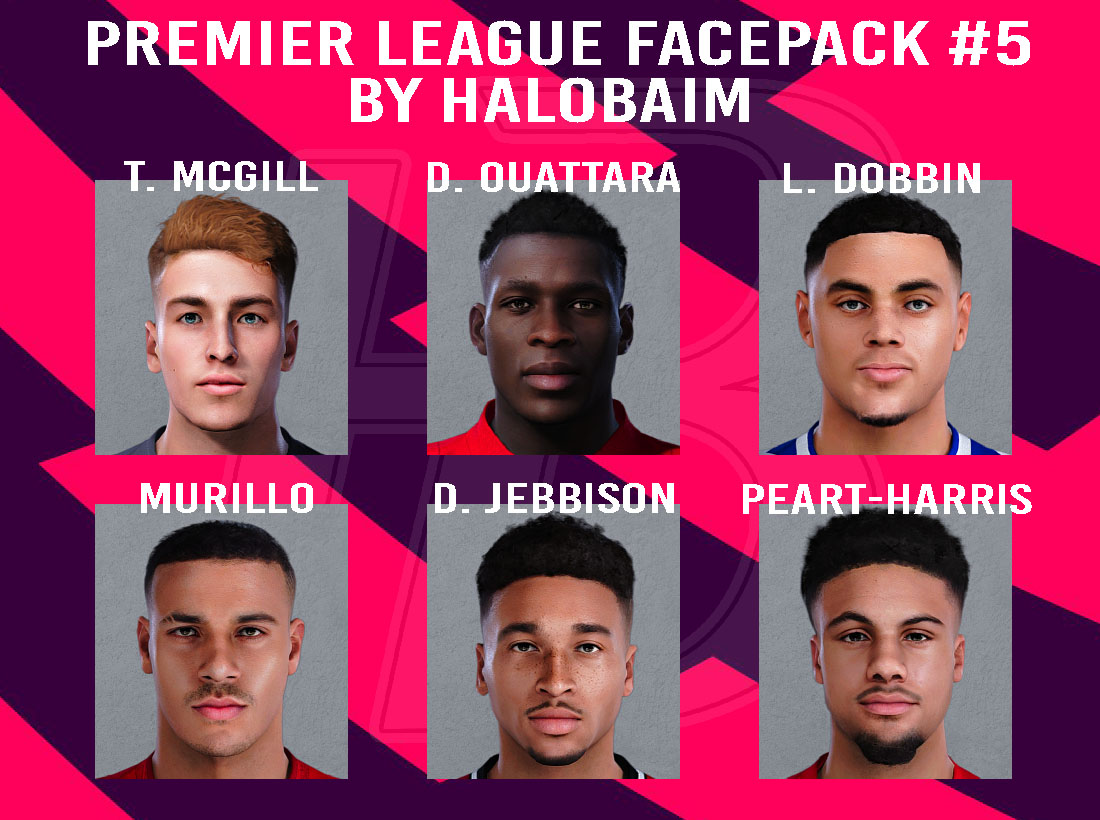 PREMIER LEAGUE FACEPACK #5
BY HALOBAIM
T. MCGILL
D. OUATTARA
L. DOBBIN
MURILLO
D. JEBBISON
PEART-HARRIS